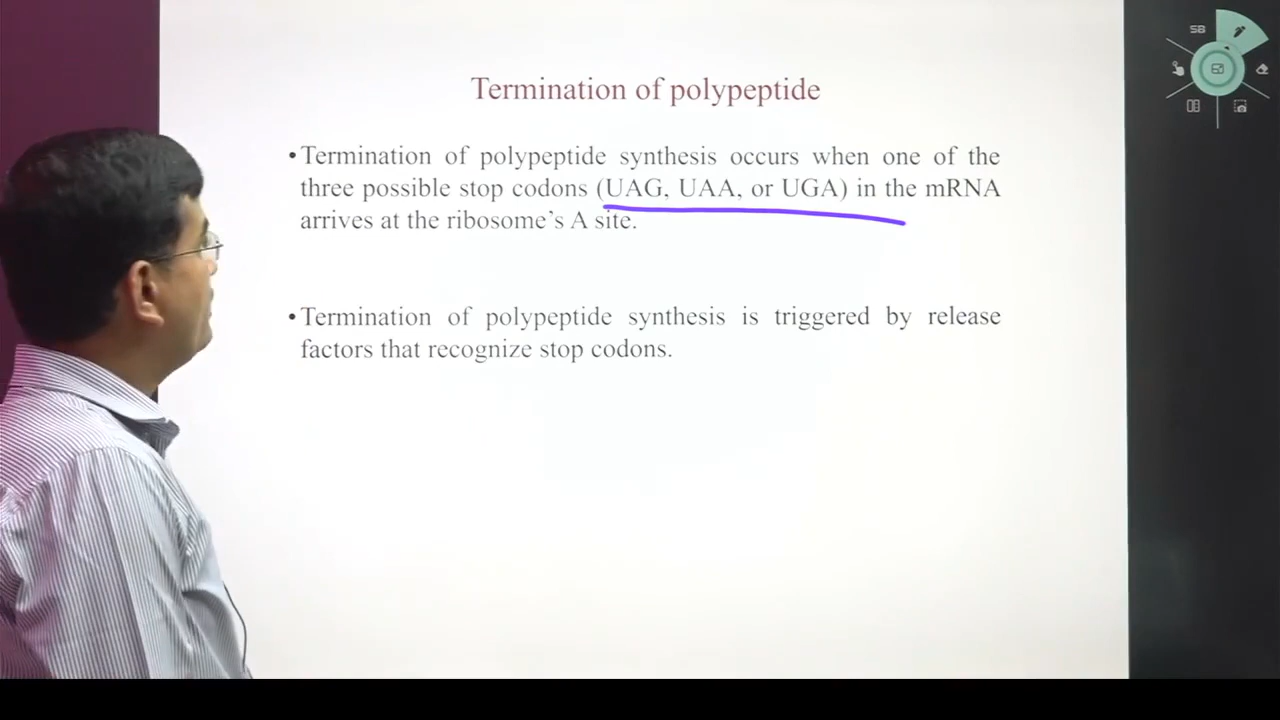 Termination of polypeptide
•Termination of polypeptide synthesis occurs when one of the
three possible stop codons (UAG, UAA, or UGA) in the mRNA
arrives at the ribosome's A site.
•Termination of polypeptide synthesis is triggered by release
factors that recognize stop codons.
SB